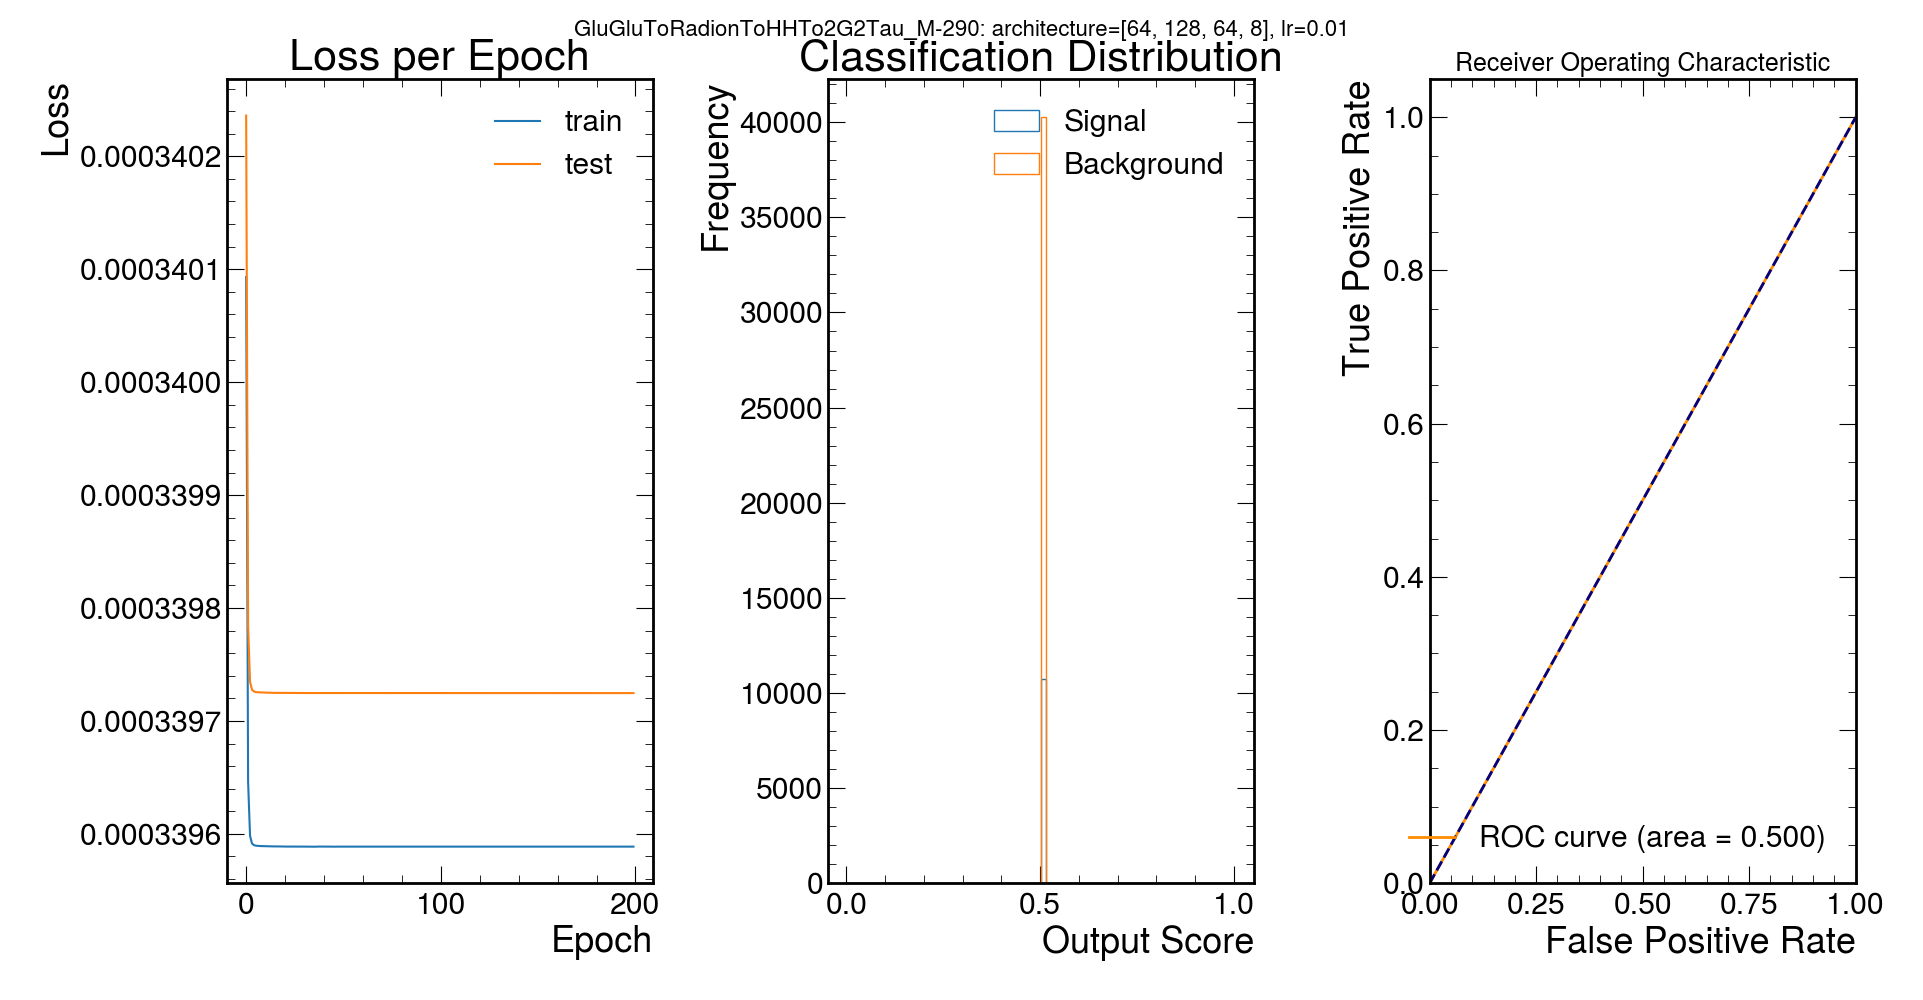 GluGluToRadionToHHTo2G2Tau_M-290: architecture=[64, 128, 64, 8], lr=0.01
Loss per Epoch
Loss
0.0003402
0.0003401
0.0003400
0.0003399
0.0003398
0.0003397
0.0003396
train
test
0
100
200
Epoch
Classification Distribution
Frequency
40000
35000
30000
25000
20000
15000
10000
5000
0
Signal
Background
0.0
0.5
1.0
Output Score
Receiver Operating Characteristic
True Positive Rate
1.0
0.8
0.6
0.4
0.2
0.0
ROC curve (area = 0.500)
0.00
0.25
0.50
0.75
1.00
False Positive Rate